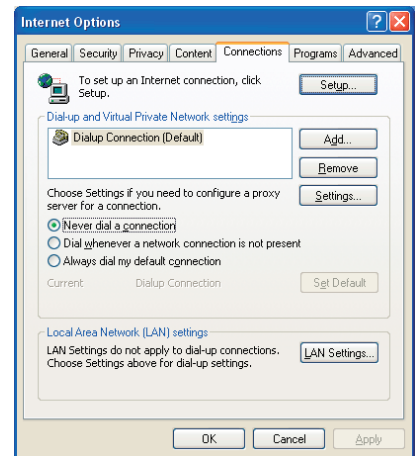 Internet Options
General Security Privacy Content Connections Programs Advanced
To set up an Internet connection, click
Setup.
Setup...
Dial-up and Virtual Private Network settings
Dialup Connection (Default)
Add...
Remove
Choose Settings if you need to configure a proxy
server for a connection.
Settings...
Never dial a connection
Dial whenever a network connection is not present
Always dial my default connection
Current Dialup Connection
Set Default
Local Area Network (LAN) settings
LAN Settings do not apply to dial-up connections.
Choose Settings above for dial-up settings.
LAN Settings...
OK Cancel Apply